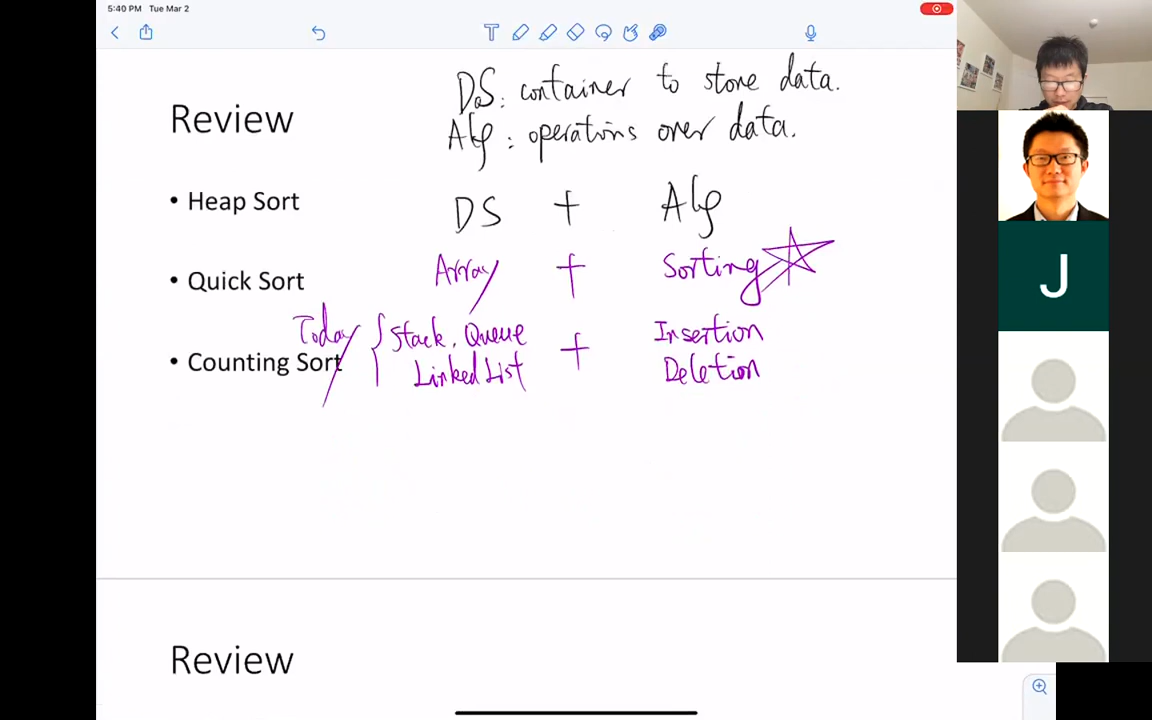 5:40 PM Tue Mar 2
DS: container to store data.
Alg: operations over data.
Review
• Heap Sort
DS + Alg
• Quick Sort
Array + Sorting
Today { Stack, Queue + Insertion
Linked List Deletion
• Counting Sort
J
Review